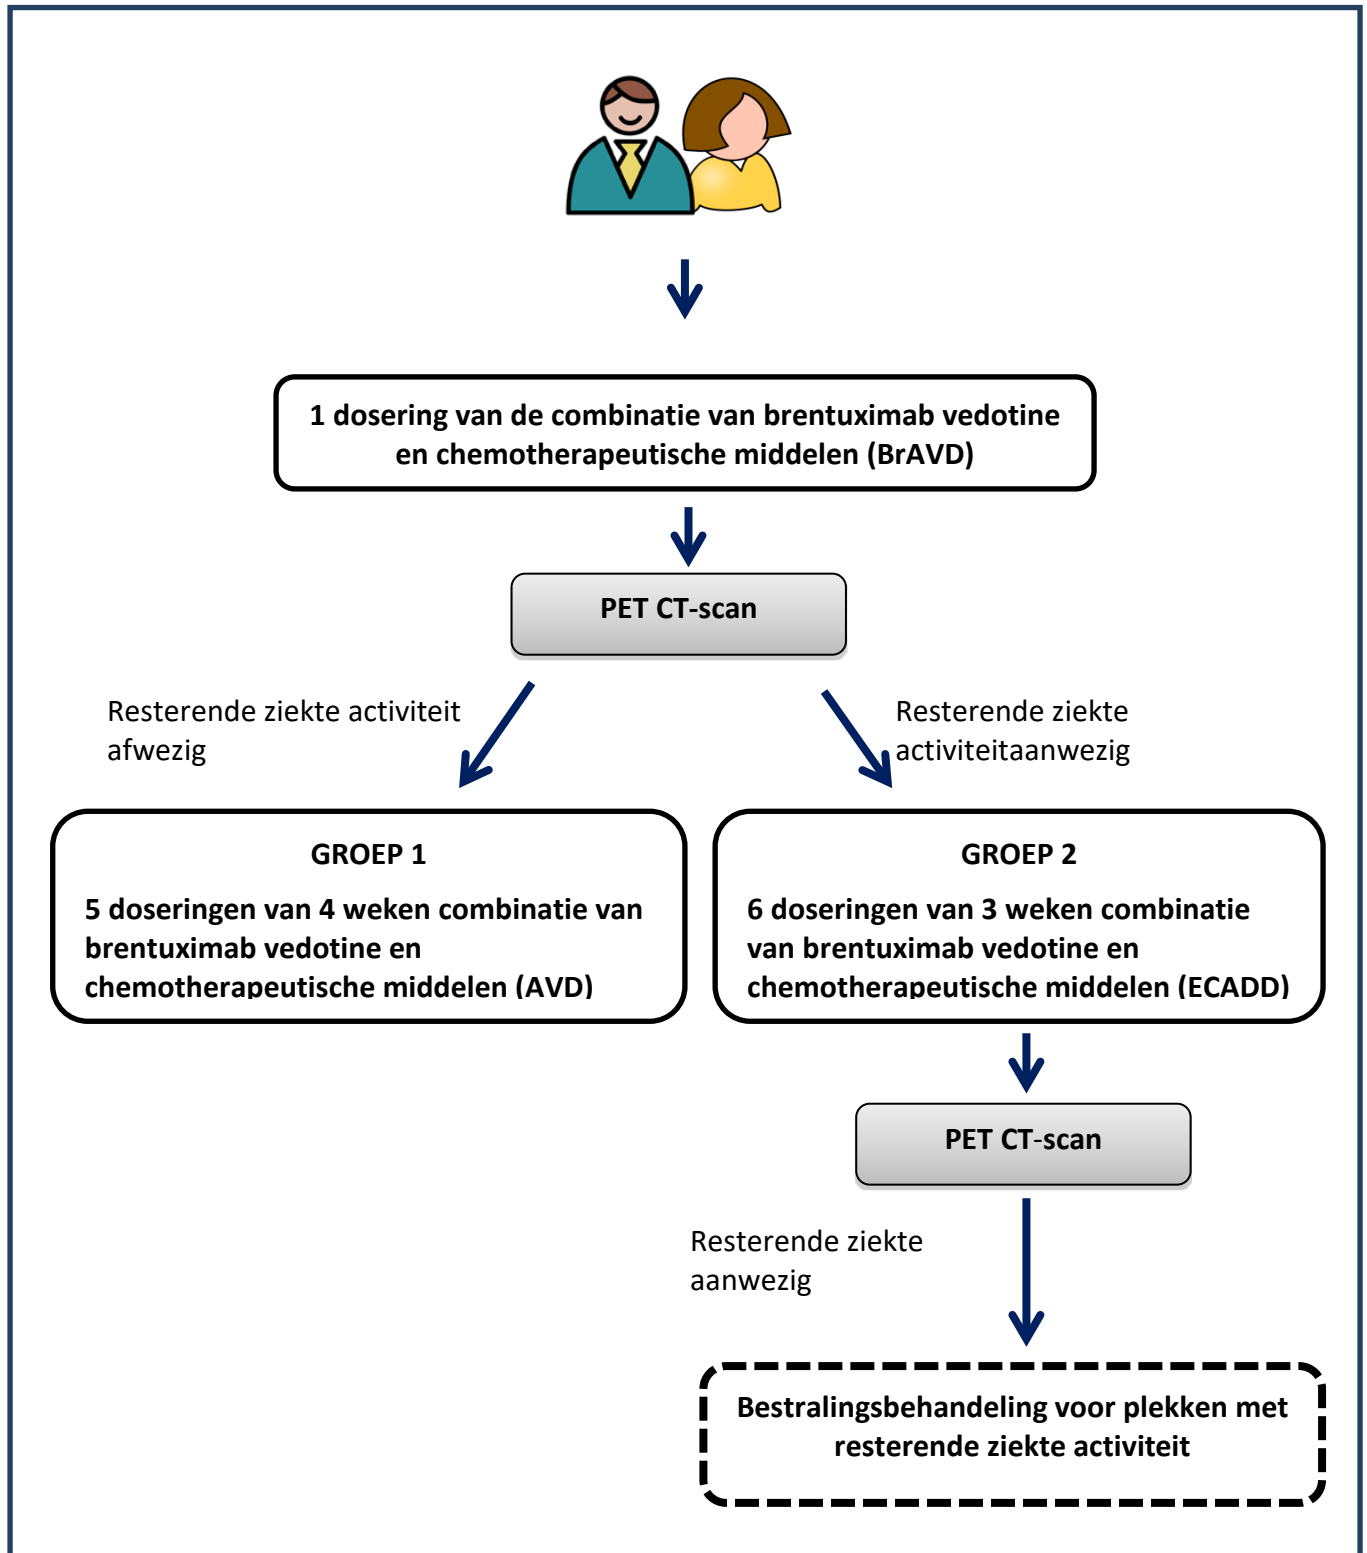 1 dosering van de combinatie van brentuximab vedotine
en chemotherapeutische middelen (BrAVD)
PET CT-scan
Resterende ziekte activiteit
afwezig
Resterende ziekte
activiteitaanwezig
GROEP 1
5 doseringen van 4 weken combinatie van
brentuximab vedotine en
chemotherapeutische middelen (AVD)
GROEP 2
6 doseringen van 3 weken combinatie
van brentuximab vedotine en
chemotherapeutische middelen (ECADD)
PET CT-scan
Resterende ziekte
aanwezig
Bestralingsbehandeling voor plekken met
resterende ziekte activiteit